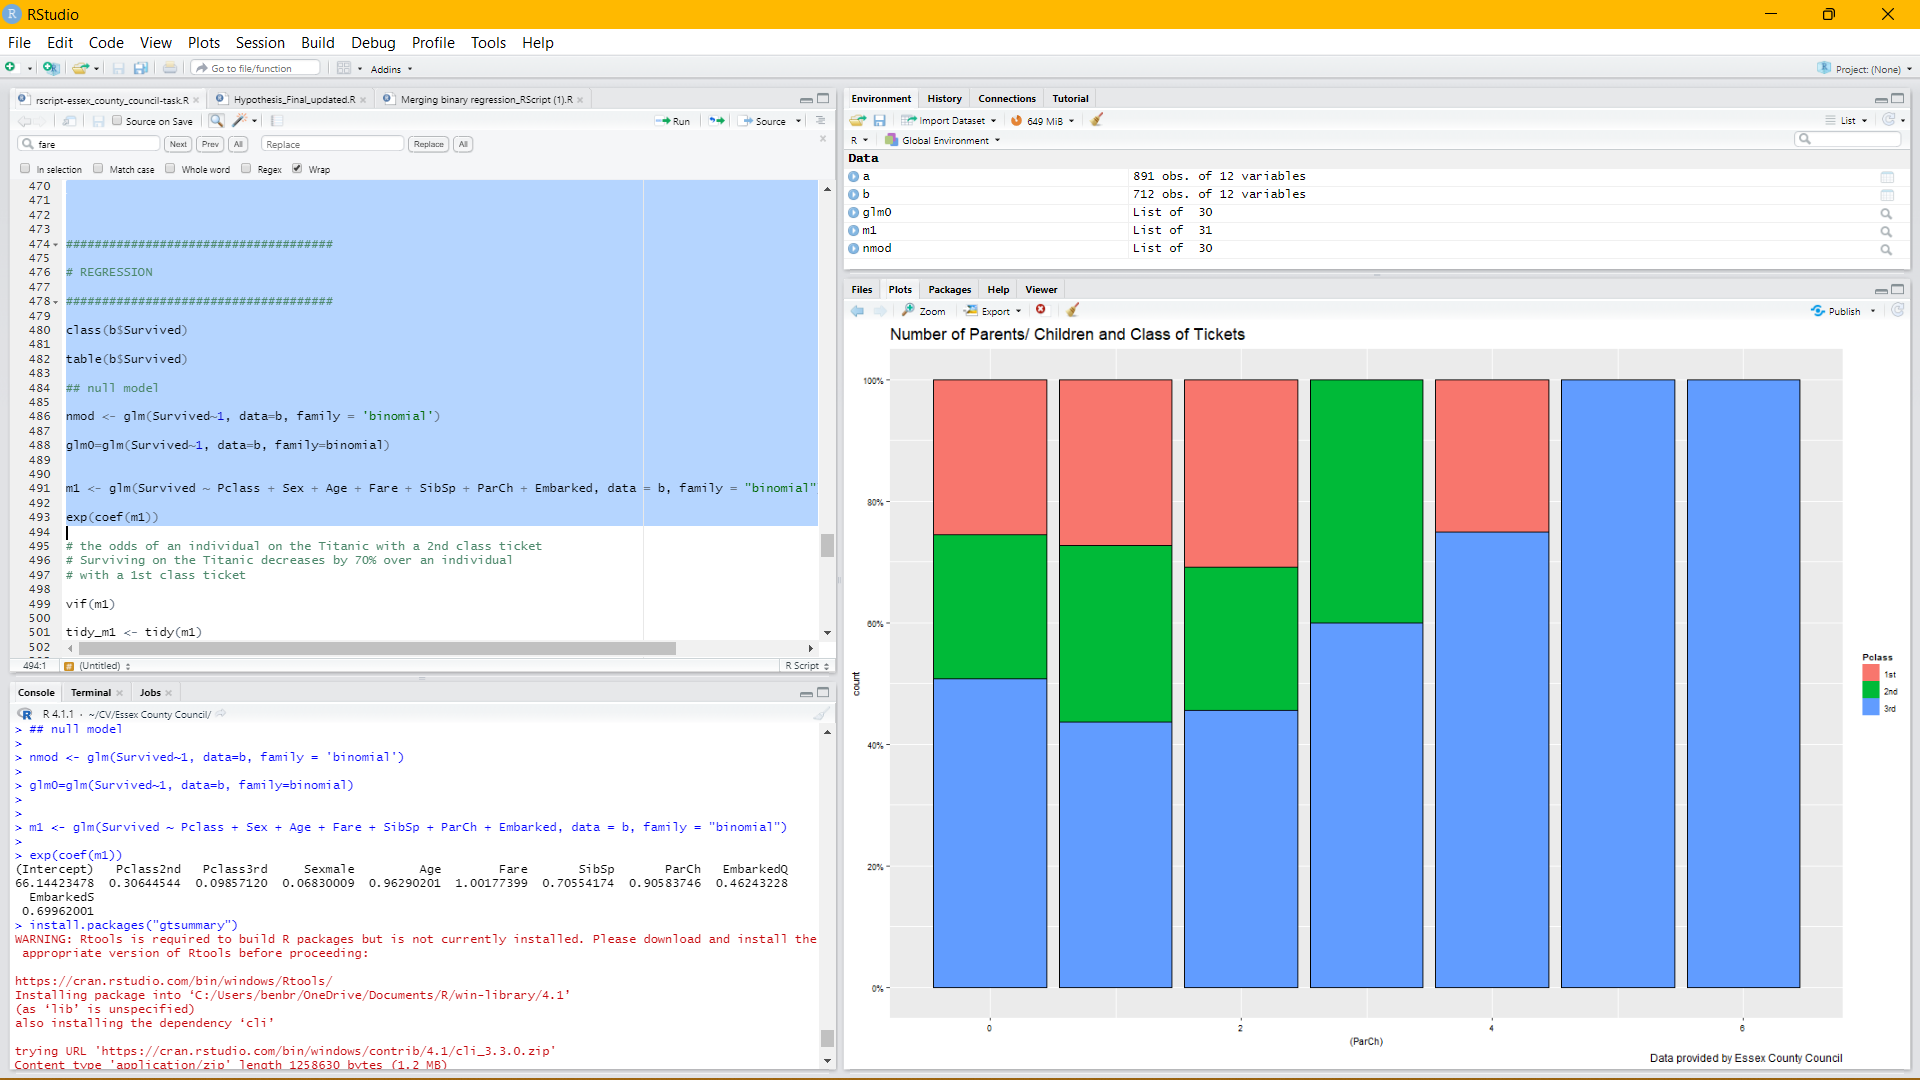 RStudio
File Edit Code View Plots Session Build Debug Profile Tools Help
Go to file/function Addins Project: (None)
rscript-essex_county_council-task.R Hypothesis_Final_updated.R Merging binary regression_RScript (1).R
Source on Save Run Source
fare Next Prev All Replace Replace All
In selection Match case Whole word Regex Wrap
470
471
472
473
474 #####################################
475
476 # REGRESSION
477
478 #####################################
479
480 class(b$Survived)
481
482 table(b$Survived)
483
484 ## null model
485
486 nmod <- glm(Survived~1, data=b, family = 'binomial')
487
488 glm0=glm(Survived~1, data=b, family=binomial)
489
490
491 m1 <- glm(Survived ~ Pclass + Sex + Age + Fare + SibSp + ParCh + Embarked, data = b, family = "binomial"
492
493 exp(coef(m1))
494
495 # the odds of an individual on the Titanic with a 2nd class ticket
496 # Surviving on the Titanic decreases by 70% over an individual
497 # with a 1st class ticket
498
499 vif(m1)
500
501 tidy_m1 <- tidy(m1)
502
494:1 (Untitled) R Script
Console Terminal Jobs
R 4.1.1 · ~/CV/Essex County Council/
> ## null model
>
> nmod <- glm(Survived~1, data=b, family = 'binomial')
>
> glm0=glm(Survived~1, data=b, family=binomial)
>
>
> m1 <- glm(Survived ~ Pclass + Sex + Age + Fare + SibSp + ParCh + Embarked, data = b, family = "binomial")
>
> exp(coef(m1))
(Intercept) Pclass2nd Pclass3rd Sexmale Age Fare SibSp ParCh EmbarkedQ
66.14423478 0.30644544 0.09857120 0.06830009 0.96290201 1.00177399 0.70554174 0.90583746 0.46243228
EmbarkedS
0.69962001
> install.packages("gtsummary")
WARNING: Rtools is required to build R packages but is not currently installed. Please download and install the
appropriate version of Rtools before proceeding:
https://cran.rstudio.com/bin/windows/Rtools/
Installing package into ‘C:/Users/benbr/OneDrive/Documents/R/win-library/4.1’
(as ‘lib’ is unspecified)
also installing the dependency ‘cli’
trying URL 'https://cran.rstudio.com/bin/windows/contrib/4.1/cli_3.3.0.zip'
Content type 'application/zip' length 1258630 bytes (1.2 MB)
Environment History Connections Tutorial
Import Dataset 649 MiB List
R Global Environment
Data
a 891 obs. of 12 variables
b 712 obs. of 12 variables
glm0 List of 30
m1 List of 31
nmod List of 30
Files Plots Packages Help Viewer
Zoom Export Publish
Number of Parents/ Children and Class of Tickets
100%
80%
60%
40%
20%
0%
count
0 2 4 6
(ParCh)
Pclass
1st
2nd
3rd
Data provided by Essex County Council